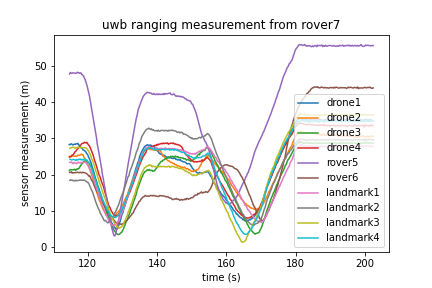 uwb ranging measurement from rover7
sensor measurement (m)
50
40
30
20
10
0
drone1
drone2
drone3
drone4
rover5
rover6
landmark1
landmark2
landmark3
landmark4
120 140 160 180 200
time (s)